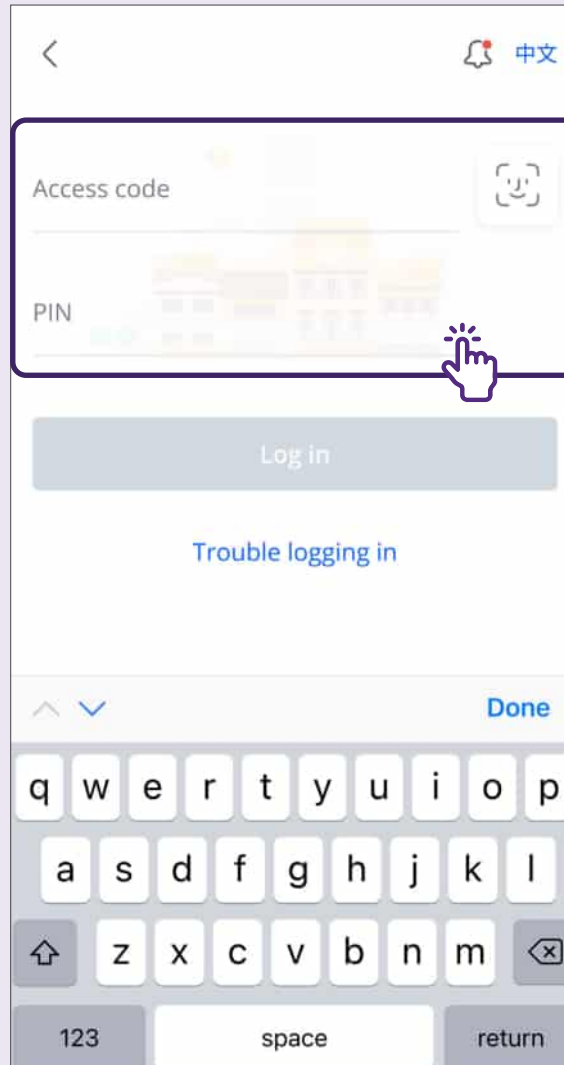 中文
Access code
PIN
Log in
Trouble logging in
Done
q w e r t y u i o p
a s d f g h j k l
z x c v b n m
123 space return